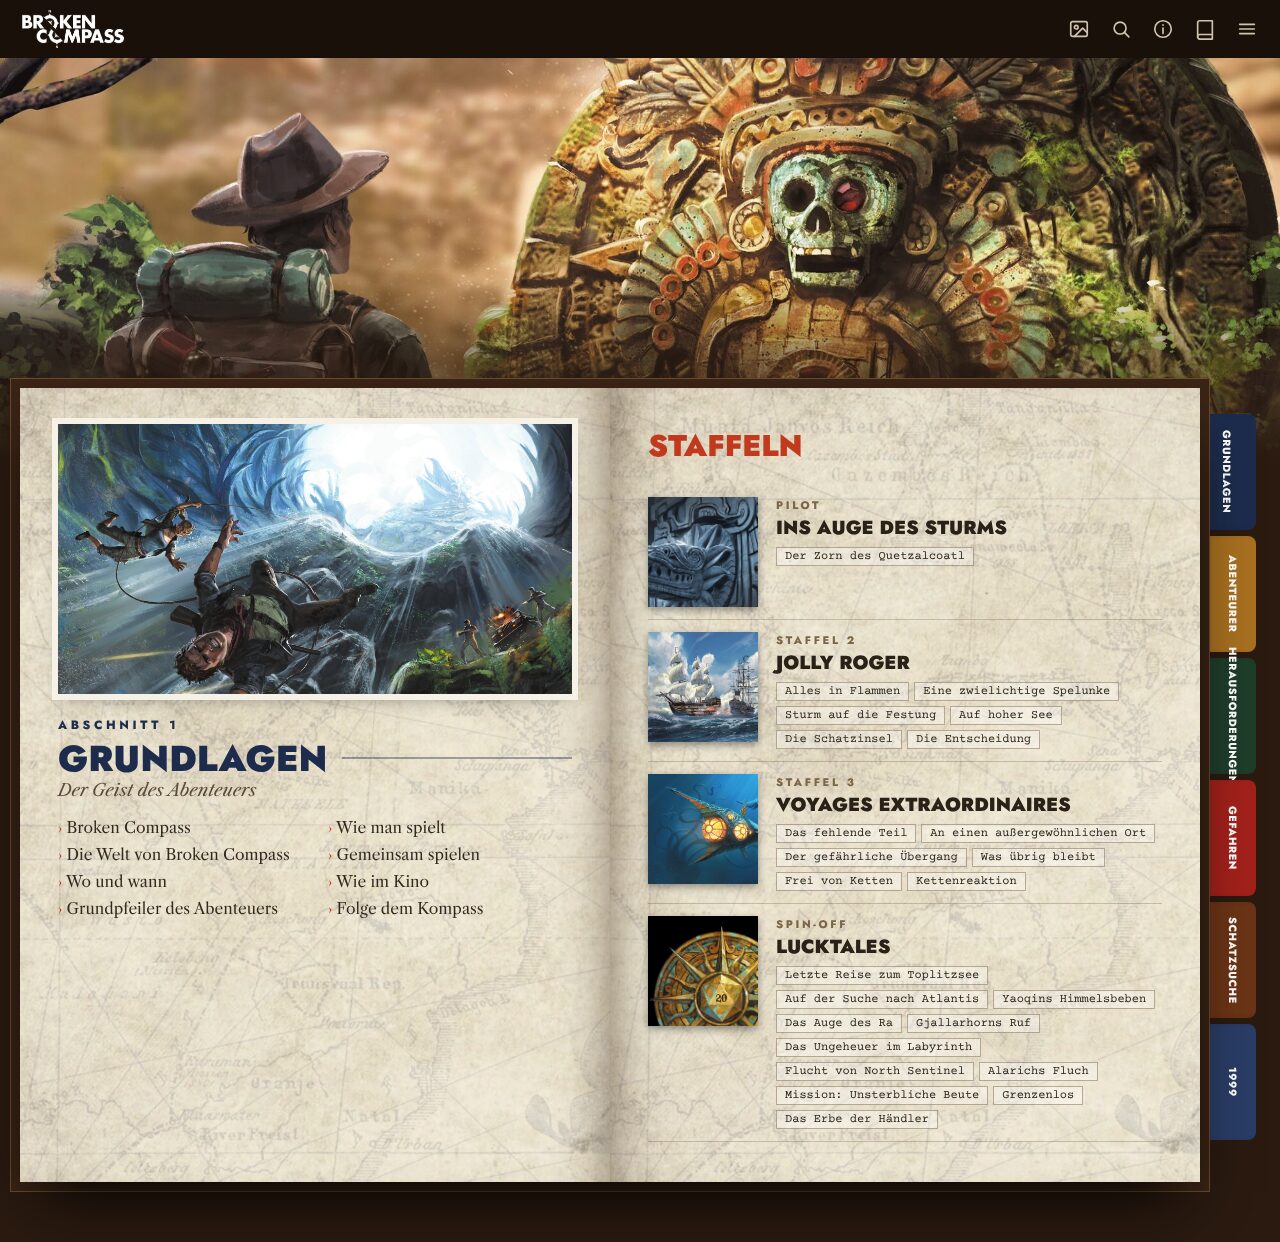 BROKEN
COMPASS
ABSCHNITT 1
GRUNDLAGEN
Der Geist des Abenteuers
› Broken Compass
› Die Welt von Broken Compass
› Wo und wann
› Grundpfeiler des Abenteuers
› Wie man spielt
› Gemeinsam spielen
› Wie im Kino
› Folge dem Kompass
STAFFELN
PILOT
INS AUGE DES STURMS
Der Zorn des Quetzalcoatl
STAFFEL 2
JOLLY ROGER
Alles in Flammen Eine zwielichtige Spelunke
Sturm auf die Festung Auf hoher See
Die Schatzinsel Die Entscheidung
STAFFEL 3
VOYAGES EXTRAORDINAIRES
Das fehlende Teil An einen außergewöhnlichen Ort
Der gefährliche Übergang Was übrig bleibt
Frei von Ketten Kettenreaktion
SPIN-OFF
LUCKTALES
20
Letzte Reise zum Toplitzsee
Auf der Suche nach Atlantis Yaoqins Himmelsbeben
Das Auge des Ra Gjallarhorns Ruf
Das Ungeheuer im Labyrinth
Flucht von North Sentinel Alarichs Fluch
Mission: Unsterbliche Beute Grenzenlos
Das Erbe der Händler
GRUNDLAGEN
ABENTEURER
HERAUSFORDERUNGEN
GEFAHREN
SCHATZSUCHE
1999